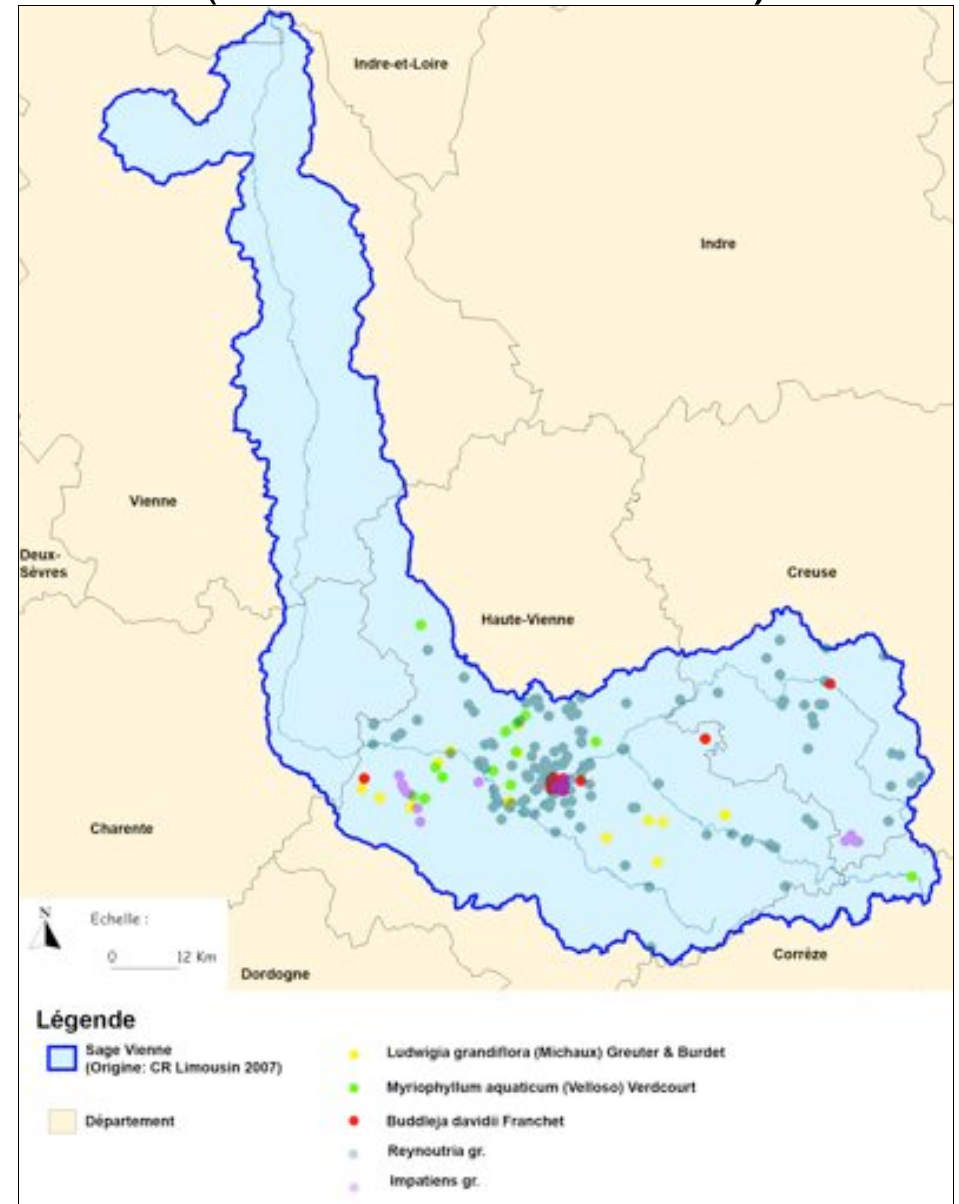 Indre-et-Loire
Indre
Vienne
Deux-
Sèvres
Creuse
Haute-Vienne
Charente
N
Echelle :
0 12 Km
Corrèze
Dordogne
Légende
Sage Vienne
(Origine: CR Limousin 2007)
Département
Ludwigia grandiflora (Michaux) Greuter & Burdet
Myriophyllum aquaticum (Velloso) Verdcourt
Buddleja davidii Franchet
Reynoutria gr.
Impatiens gr.